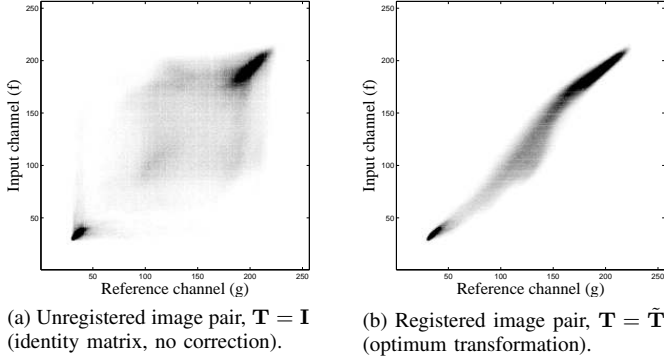 250
200
150
100
50
Input channel (f)
50 100 150 200 250
Reference channel (g)
(a) Unregistered image pair, T = I
(identity matrix, no correction).
250
200
150
100
50
Input channel (f)
50 100 150 200 250
Reference channel (g)
(b) Registered image pair, T = T̃
(optimum transformation).